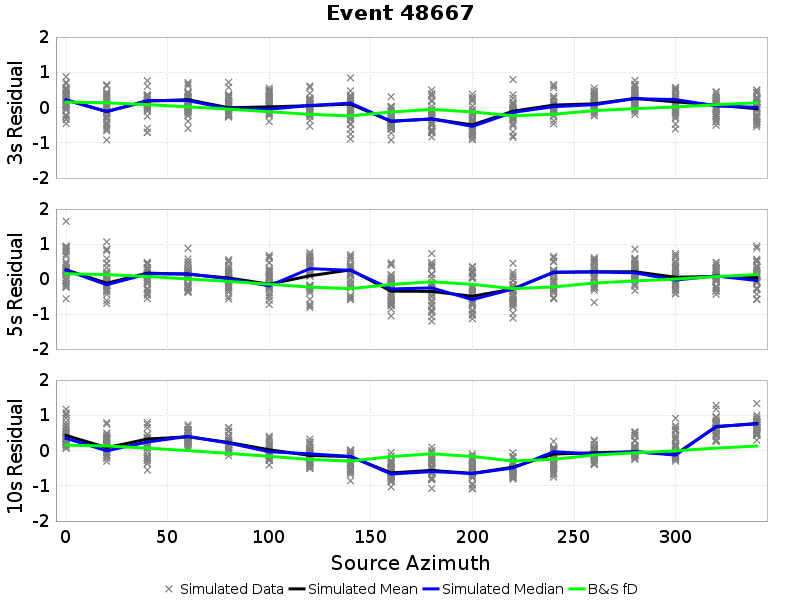 Event 48667
3s Residual
2
1
0
-1
-2
5s Residual
2
1
0
-1
-2
10s Residual
2
1
0
-1
-2
0 50 100 150 200 250 300
Source Azimuth
Simulated Data Simulated Mean Simulated Median B&S fD